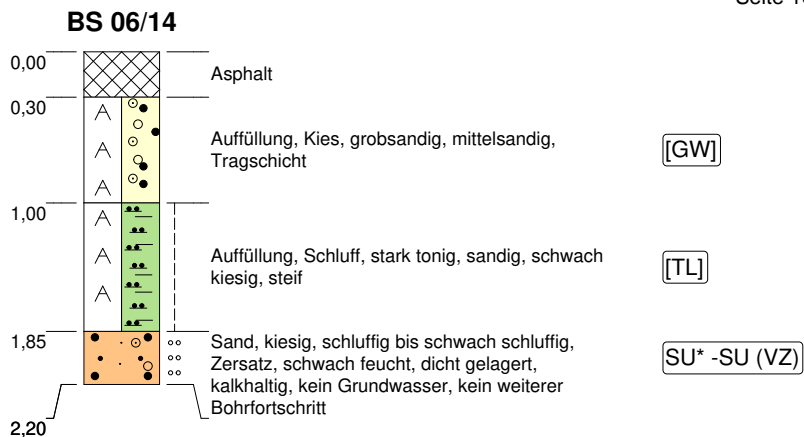 Seite
BS 06/14
0,00
Asphalt
0,30
Auffüllung, Kies, grobsandig, mittelsandig,
Tragschicht
[GW]
1,00
Auffüllung, Schluff, stark tonig, sandig, schwach
kiesig, steif
[TL]
1,85
Sand, kiesig, schluffig bis schwach schluffig,
Zersatz, schwach feucht, dicht gelagert,
kalkhaltig, kein Grundwasser, kein weiterer
Bohrfortschritt
SU* -SU (VZ)
2,20
A
A
A
A
A
A